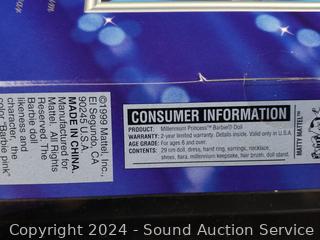 ©1999 Mattel, Inc.,
El Segundo, CA
90245 U.S.A.
MADE IN CHINA.
Manufactured for
Mattel. All Rights
Reserved. The
Barbie doll
likeness and
character, the
color "Barbie pink"
CONSUMER INFORMATION
PRODUCT: Millennium Princess™ Barbie® Doll
WARRANTY: 2-year limited warranty. Details inside. Valid only in U.S.A.
AGE GRADE: For ages 6 and over.
CONTENTS: 29 cm doll, dress, hand ring, earrings, necklace,
shoes, tiara, millennium keepsake, hair brush, doll stand.
MATTY MATTEL™
Copyright 2024 - Sound Auction Service